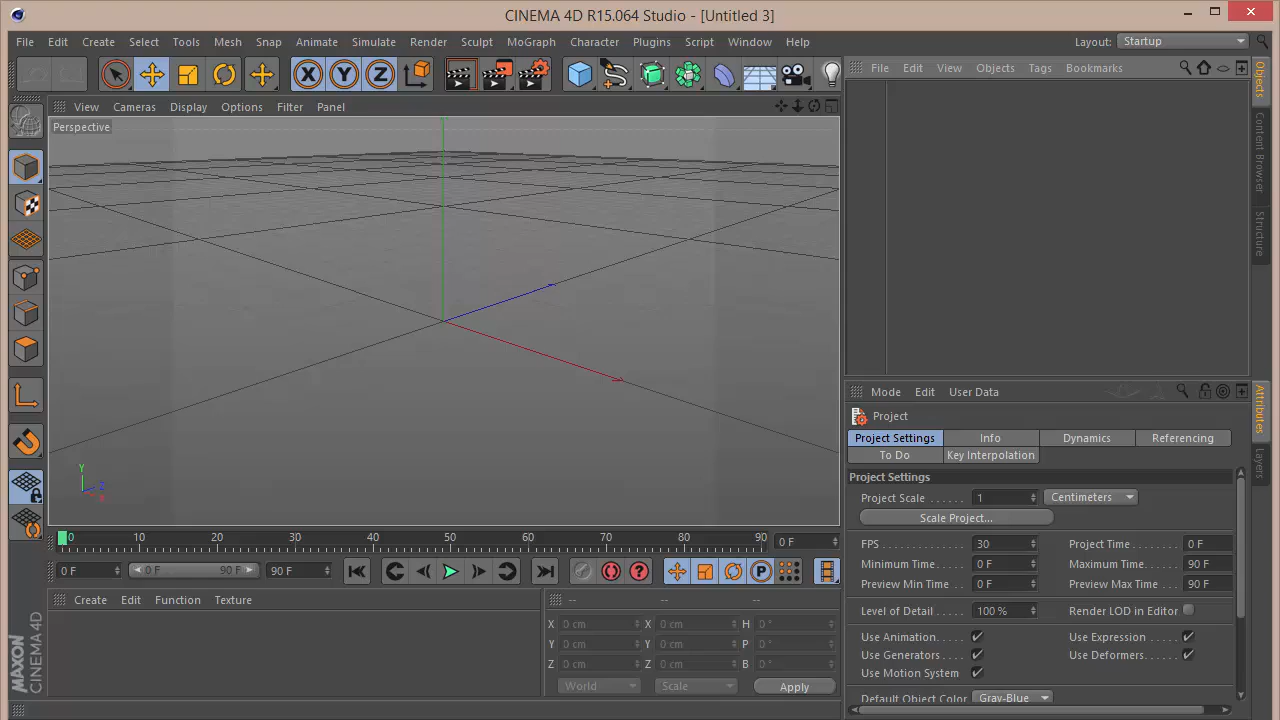 CINEMA 4D R15.064 Studio - [Untitled 3]
File Edit Create Select Tools Mesh Snap Animate Simulate Render Sculpt MoGraph Character Plugins Script Window Help Layout: Startup
X Y Z
File Edit View Objects Tags Bookmarks
Objects
Content Browser
Structure
View Cameras Display Options Filter Panel
Perspective
Y
Z
X
Mode Edit User Data
Attributes
Layers
Project
Project Settings Info Dynamics Referencing
To Do Key Interpolation
Project Settings
Project Scale ...... 1 Centimeters
Scale Project...
FPS 30 Project Time 0 F
Minimum Time 0 F Maximum Time 90 F
Preview Min Time 0 F Preview Max Time 90 F
Level of Detail 100 % Render LOD in Editor
Use Animation Use Expression
Use Generators Use Deformers
Use Motion System
Default Object Color Gray-Blue
0 10 20 30 40 50 60 70 80 90 0 F
0 F 0 F 90 F 90 F
? P
Create Edit Function Texture
-- -- --
X 0 cm X 0 cm H 0 °
Y 0 cm Y 0 cm P 0 °
Z 0 cm Z 0 cm B 0 °
World Scale Apply
MAXON
CINEMA 4D